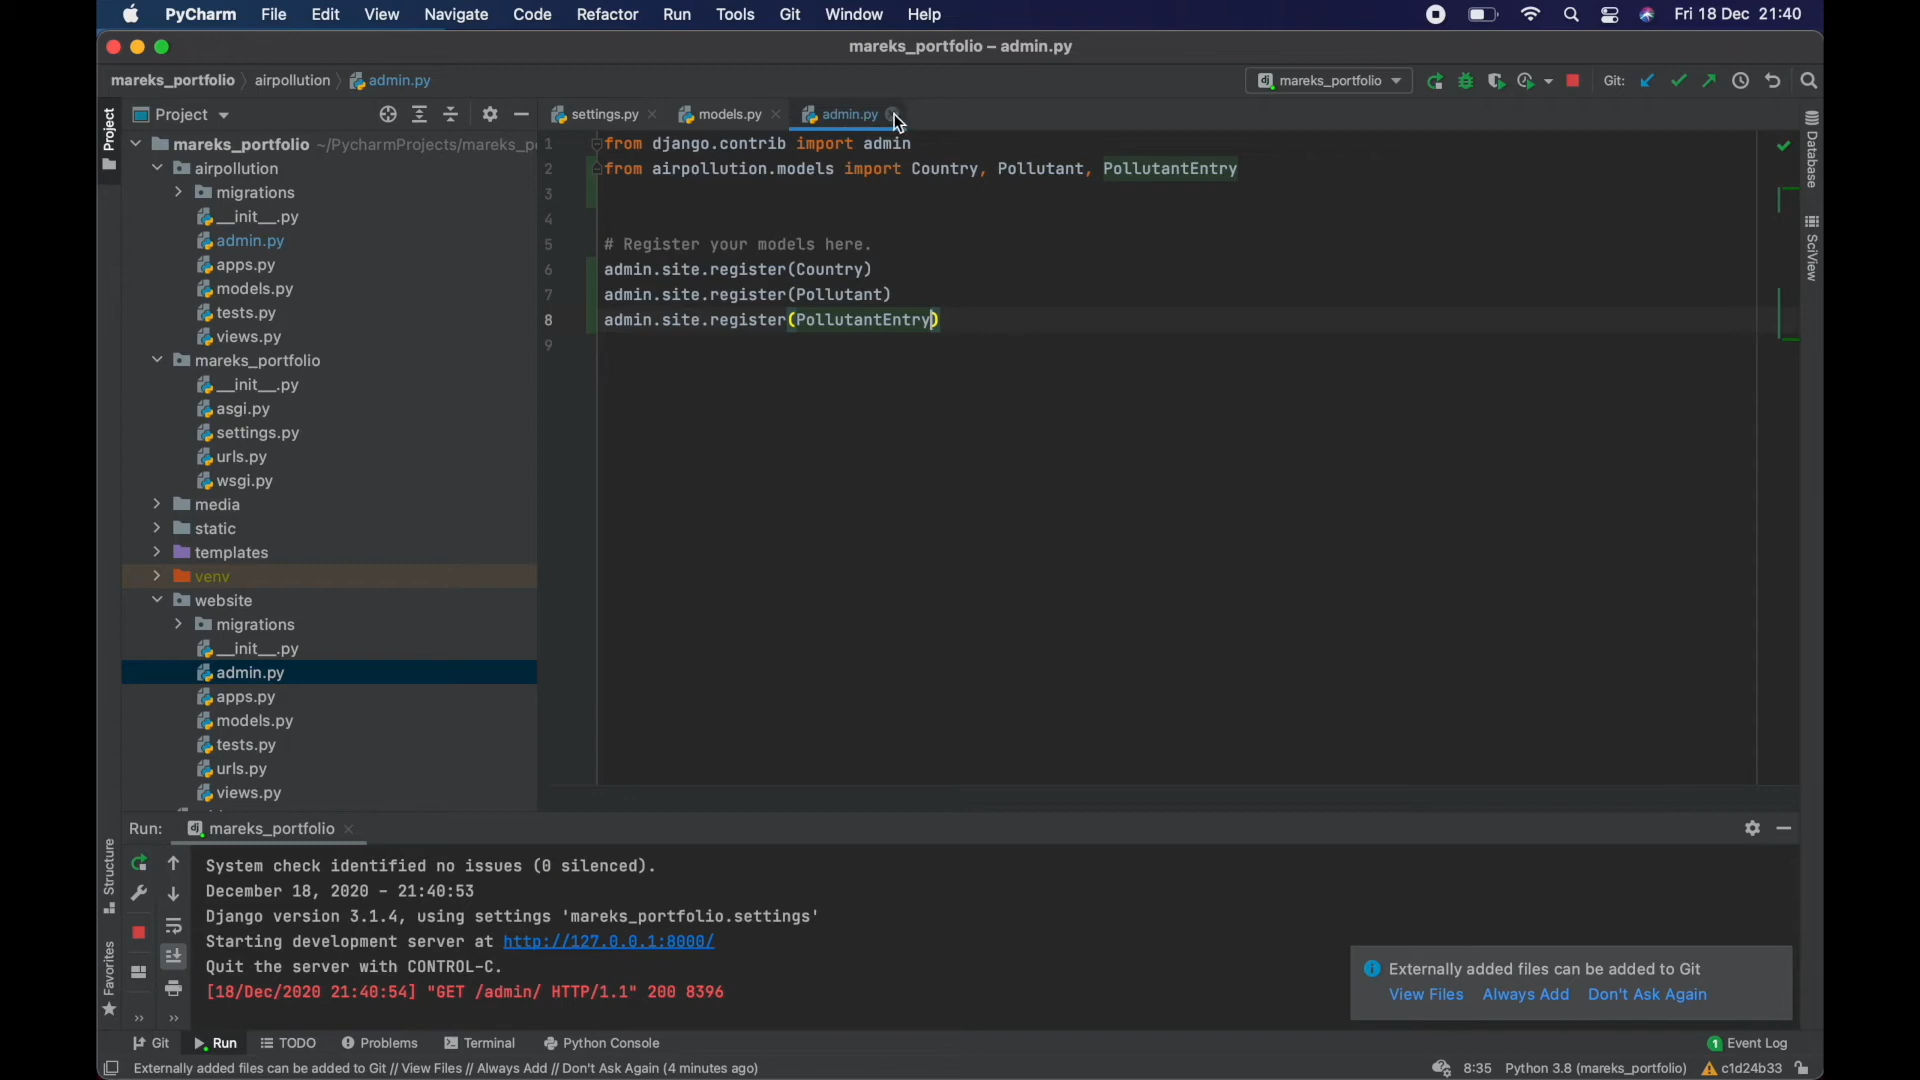 PyCharm File Edit View Navigate Code Refactor Run Tools Git Window Help Fri 18 Dec 21:40
mareks_portfolio – admin.py
mareks_portfolio airpollution admin.py mareks_portfolio Git:
Project
Project
settings.py models.py admin.py
mareks_portfolio ~/PycharmProjects/mareks_p
airpollution
migrations
__init__.py
admin.py
apps.py
models.py
tests.py
views.py
mareks_portfolio
__init__.py
asgi.py
settings.py
urls.py
wsgi.py
media
static
templates
venv
website
migrations
__init__.py
admin.py
apps.py
models.py
tests.py
urls.py
views.py
1 from django.contrib import admin
2 from airpollution.models import Country, Pollutant, PollutantEntry
3
4
5 # Register your models here.
6 admin.site.register(Country)
7 admin.site.register(Pollutant)
8 admin.site.register(PollutantEntry)
9
Database
SciView
Structure
Favorites
Run: mareks_portfolio
System check identified no issues (0 silenced).
December 18, 2020 - 21:40:53
Django version 3.1.4, using settings 'mareks_portfolio.settings'
Starting development server at http://127.0.0.1:8000/
Quit the server with CONTROL-C.
[18/Dec/2020 21:40:54] "GET /admin/ HTTP/1.1" 200 8396
Externally added files can be added to Git
View Files Always Add Don't Ask Again
Git Run TODO Problems Terminal Python Console 1 Event Log
Externally added files can be added to Git // View Files // Always Add // Don't Ask Again (4 minutes ago) 8:35 Python 3.8 (mareks_portfolio) c1d24b33